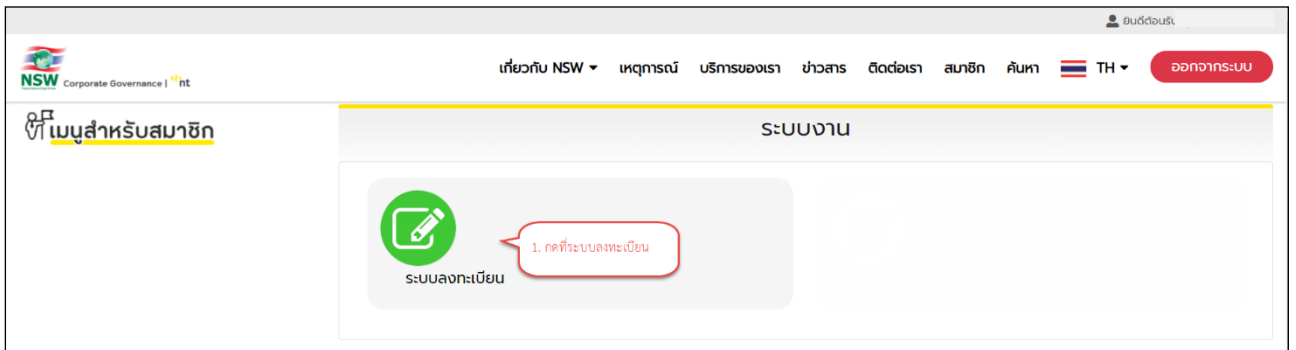 ยินดีต้อนรับ
NSW Corporate Governance | nt
เกี่ยวกับ NSW เหตุการณ์ บริการของเรา ข่าวสาร ติดต่อเรา สมาชิก ค้นหา TH ออกจากระบบ
เมนูสำหรับสมาชิก
ระบบงาน
1. กดที่ระบบลงทะเบียน
ระบบลงทะเบียน